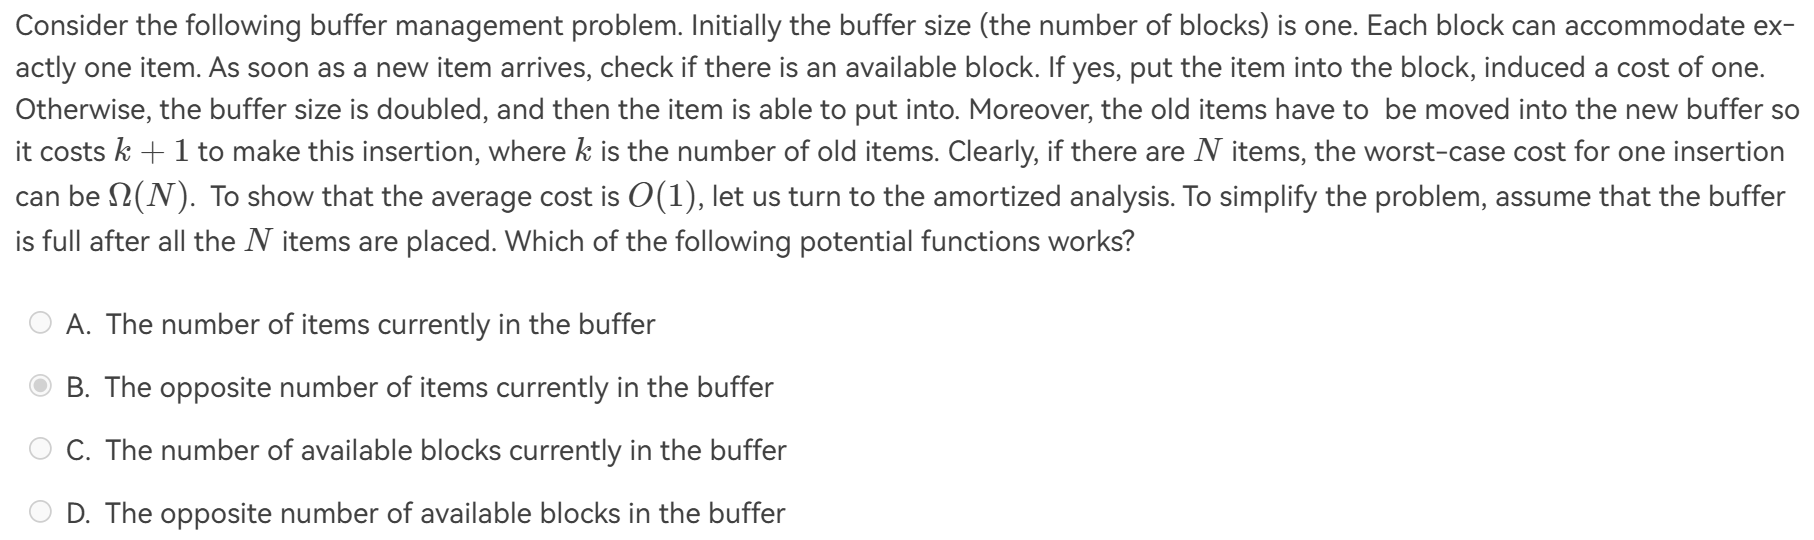 Consider the following buffer management problem. Initially the buffer size (the number of blocks) is one. Each block can accommodate ex-
actly one item. As soon as a new item arrives, check if there is an available block. If yes, put the item into the block, induced a cost of one.
Otherwise, the buffer size is doubled, and then the item is able to put into. Moreover, the old items have to be moved into the new buffer so
it costs k + 1 to make this insertion, where k is the number of old items. Clearly, if there are N items, the worst-case cost for one insertion
can be Ω(N). To show that the average cost is O(1), let us turn to the amortized analysis. To simplify the problem, assume that the buffer
is full after all the N items are placed. Which of the following potential functions works?
A. The number of items currently in the buffer
B. The opposite number of items currently in the buffer
C. The number of available blocks currently in the buffer
D. The opposite number of available blocks in the buffer